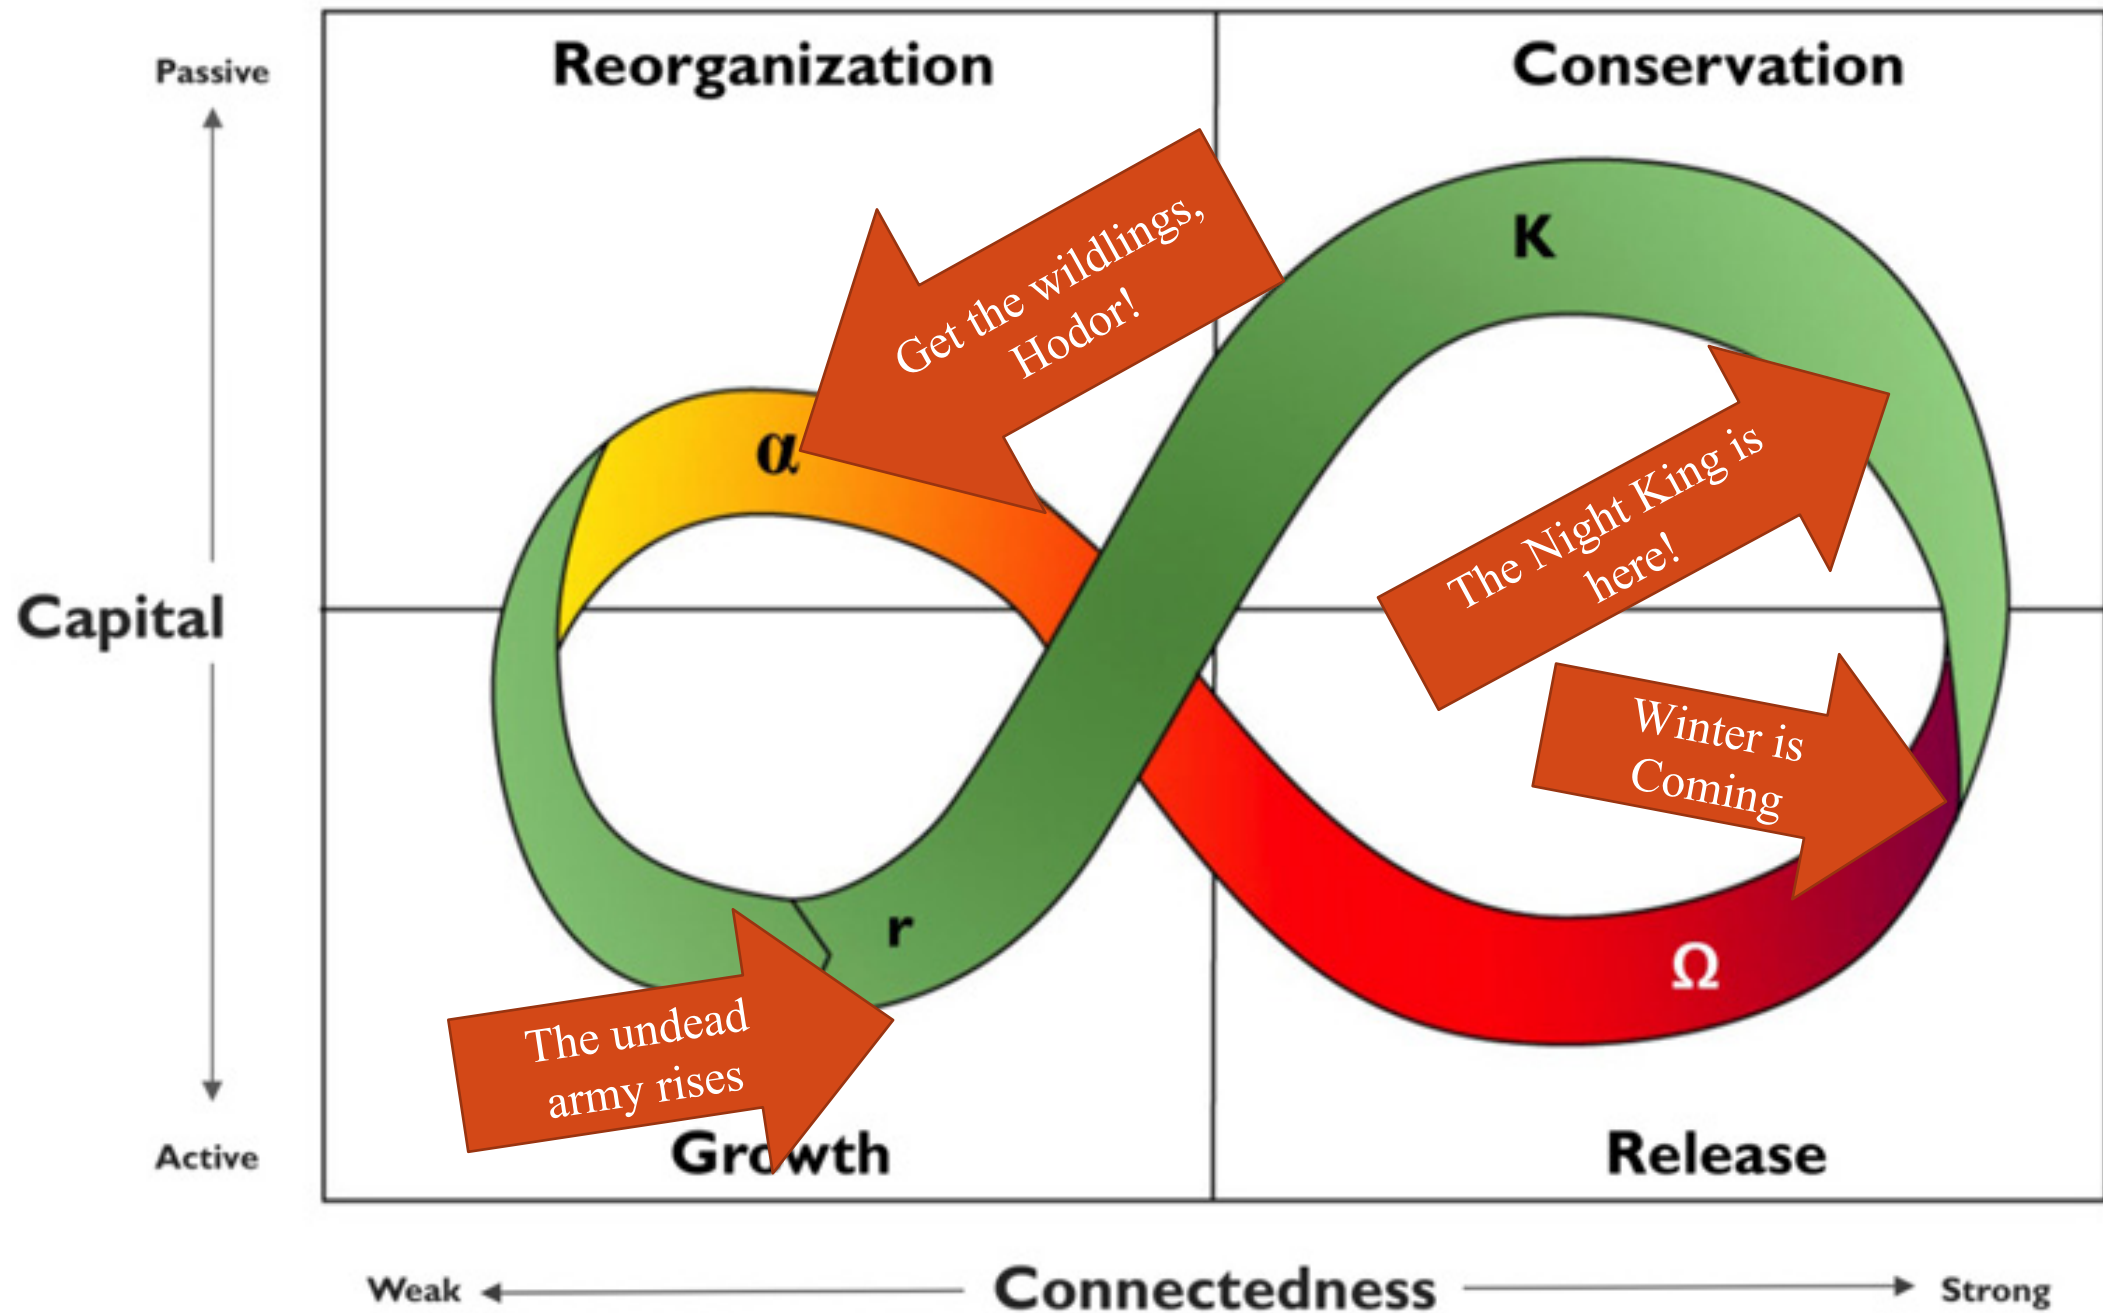 Passive
Reorganization
Conservation
K
Get the wildlings,
Hodor!
α
The Night King is
here!
Capital
Winter is
Coming
r
Ω
The undead
army rises
Active
Growth
Release
Weak
Connectedness
Strong